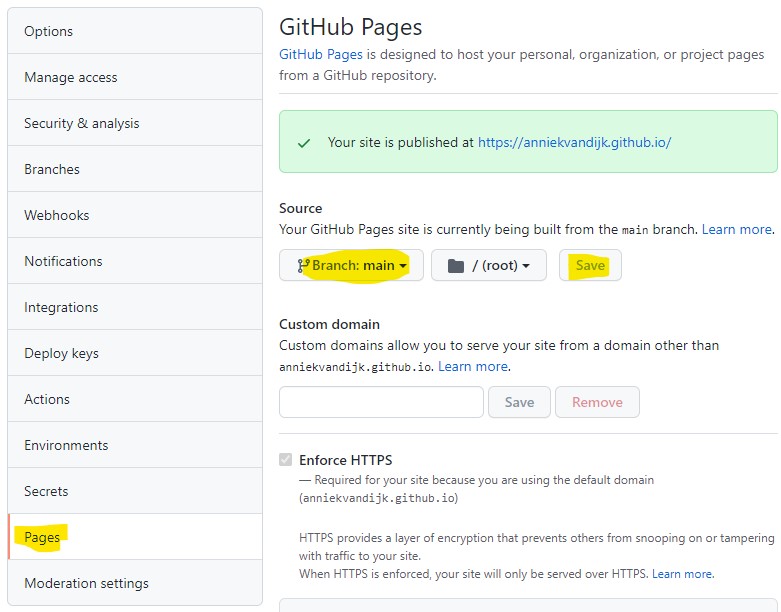 Options
Manage access
Security & analysis
Branches
Webhooks
Notifications
Integrations
Deploy keys
Actions
Environments
Secrets
Pages
Moderation settings
GitHub Pages
GitHub Pages is designed to host your personal, organization, or project pages
from a GitHub repository.
Your site is published at https://anniekvandijk.github.io/
Source
Your GitHub Pages site is currently being built from the main branch. Learn more.
Branch: main
/ (root)
Save
Custom domain
Custom domains allow you to serve your site from a domain other than
anniekvandijk.github.io. Learn more.
Save
Remove
Enforce HTTPS
— Required for your site because you are using the default domain
(anniekvandijk.github.io)
HTTPS provides a layer of encryption that prevents others from snooping on or tampering
with traffic to your site.
When HTTPS is enforced, your site will only be served over HTTPS. Learn more.